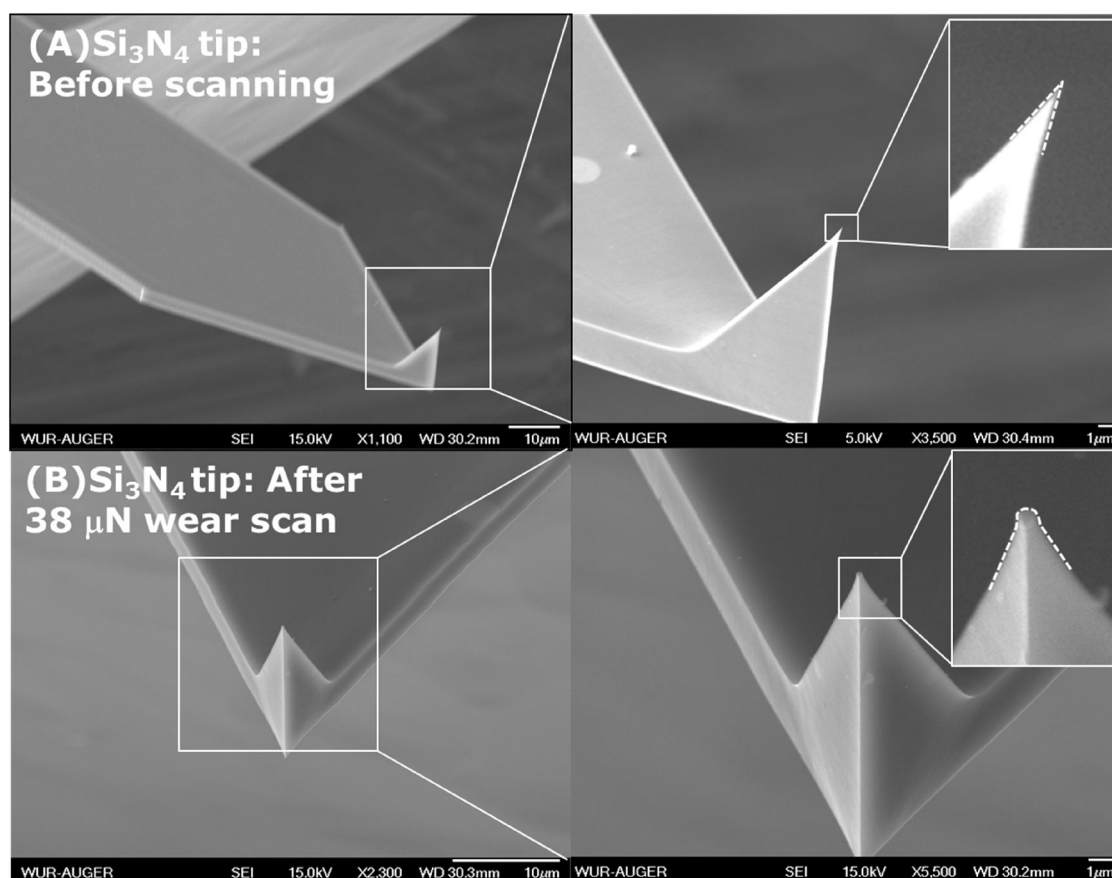 (A)Si₃N₄ tip:
Before scanning
WUR-AUGER SEI 15.0kV X1,100 WD 30.2mm 10μm
WUR-AUGER SEI 5.0kV X3,500 WD 30.4mm 1μ
(B)Si₃N₄ tip: After
38 μN wear scan
WUR-AUGER SEI 15.0kV X2,300 WD 30.3mm 10μm
WUR-AUGER SEI 15.0kV X5,500 WD 30.2mm 1μ